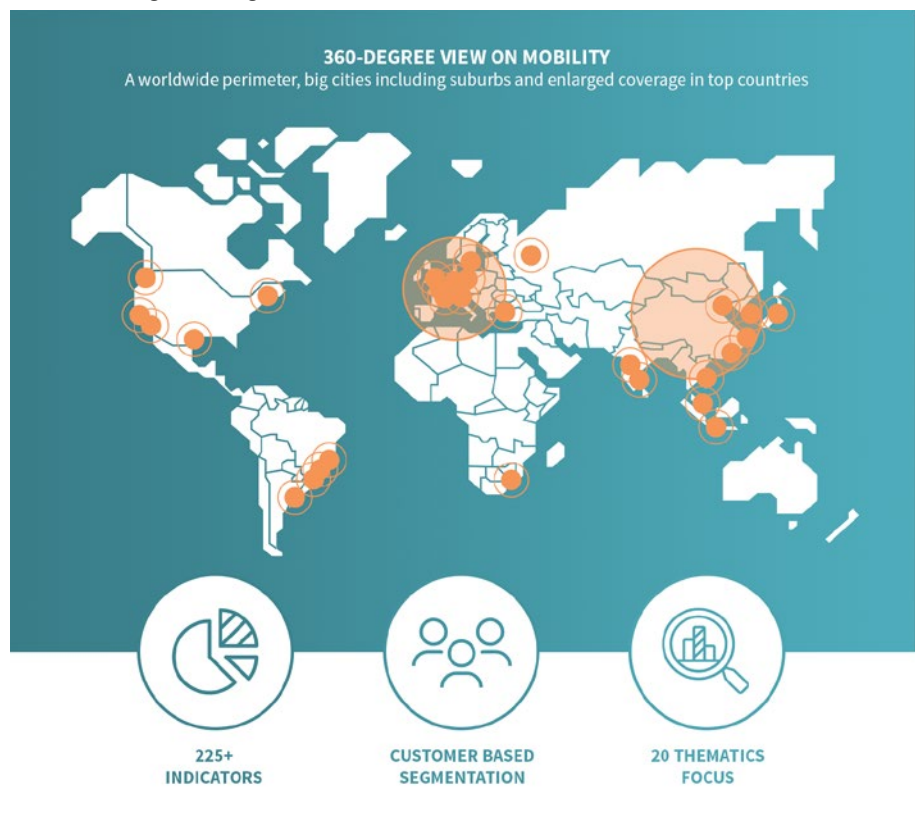 360-DEGREE VIEW ON MOBILITY
A worldwide perimeter, big cities including suburbs and enlarged coverage in top countries
225+
INDICATORS
CUSTOMER BASED
SEGMENTATION
20 THEMATICS
FOCUS